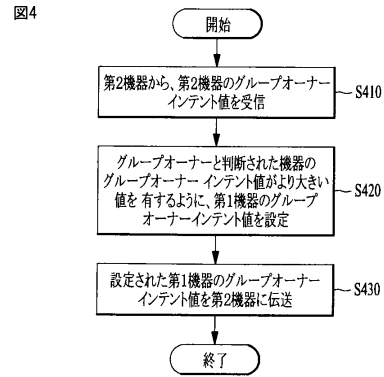 図4
開始
第2機器から、第2機器のグループオーナー
インテント値を受信
S410
グループオーナーと判断された機器の
グループオーナー インテント値がより大きい
値を 有するように、第1機器のグループ
オーナーインテント値を設定
S420
設定された第1機器のグループオーナー
インテント値を第2機器に伝送
S430
終了